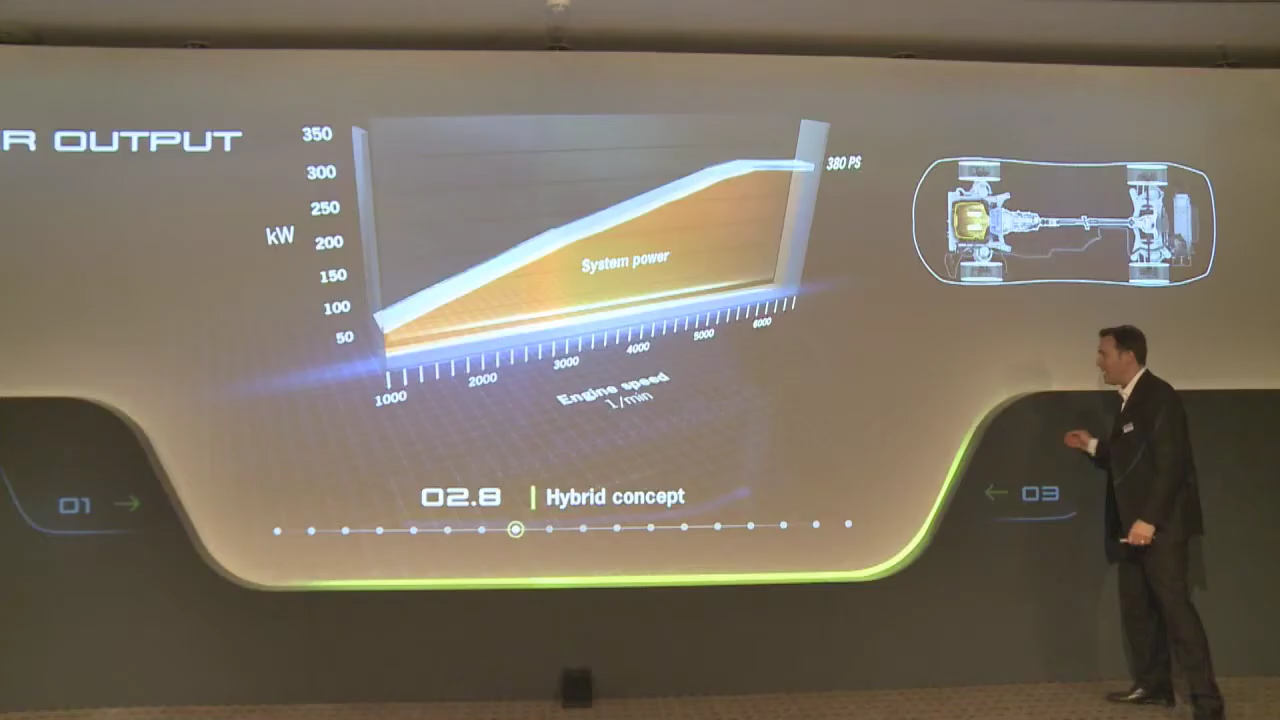 R OUTPUT
350
300
250
kW
200
150
100
50
380 PS
System power
1000
2000
3000
4000
5000
6000
Engine speed
1/min
02.8 | Hybrid concept
01 →
← 03